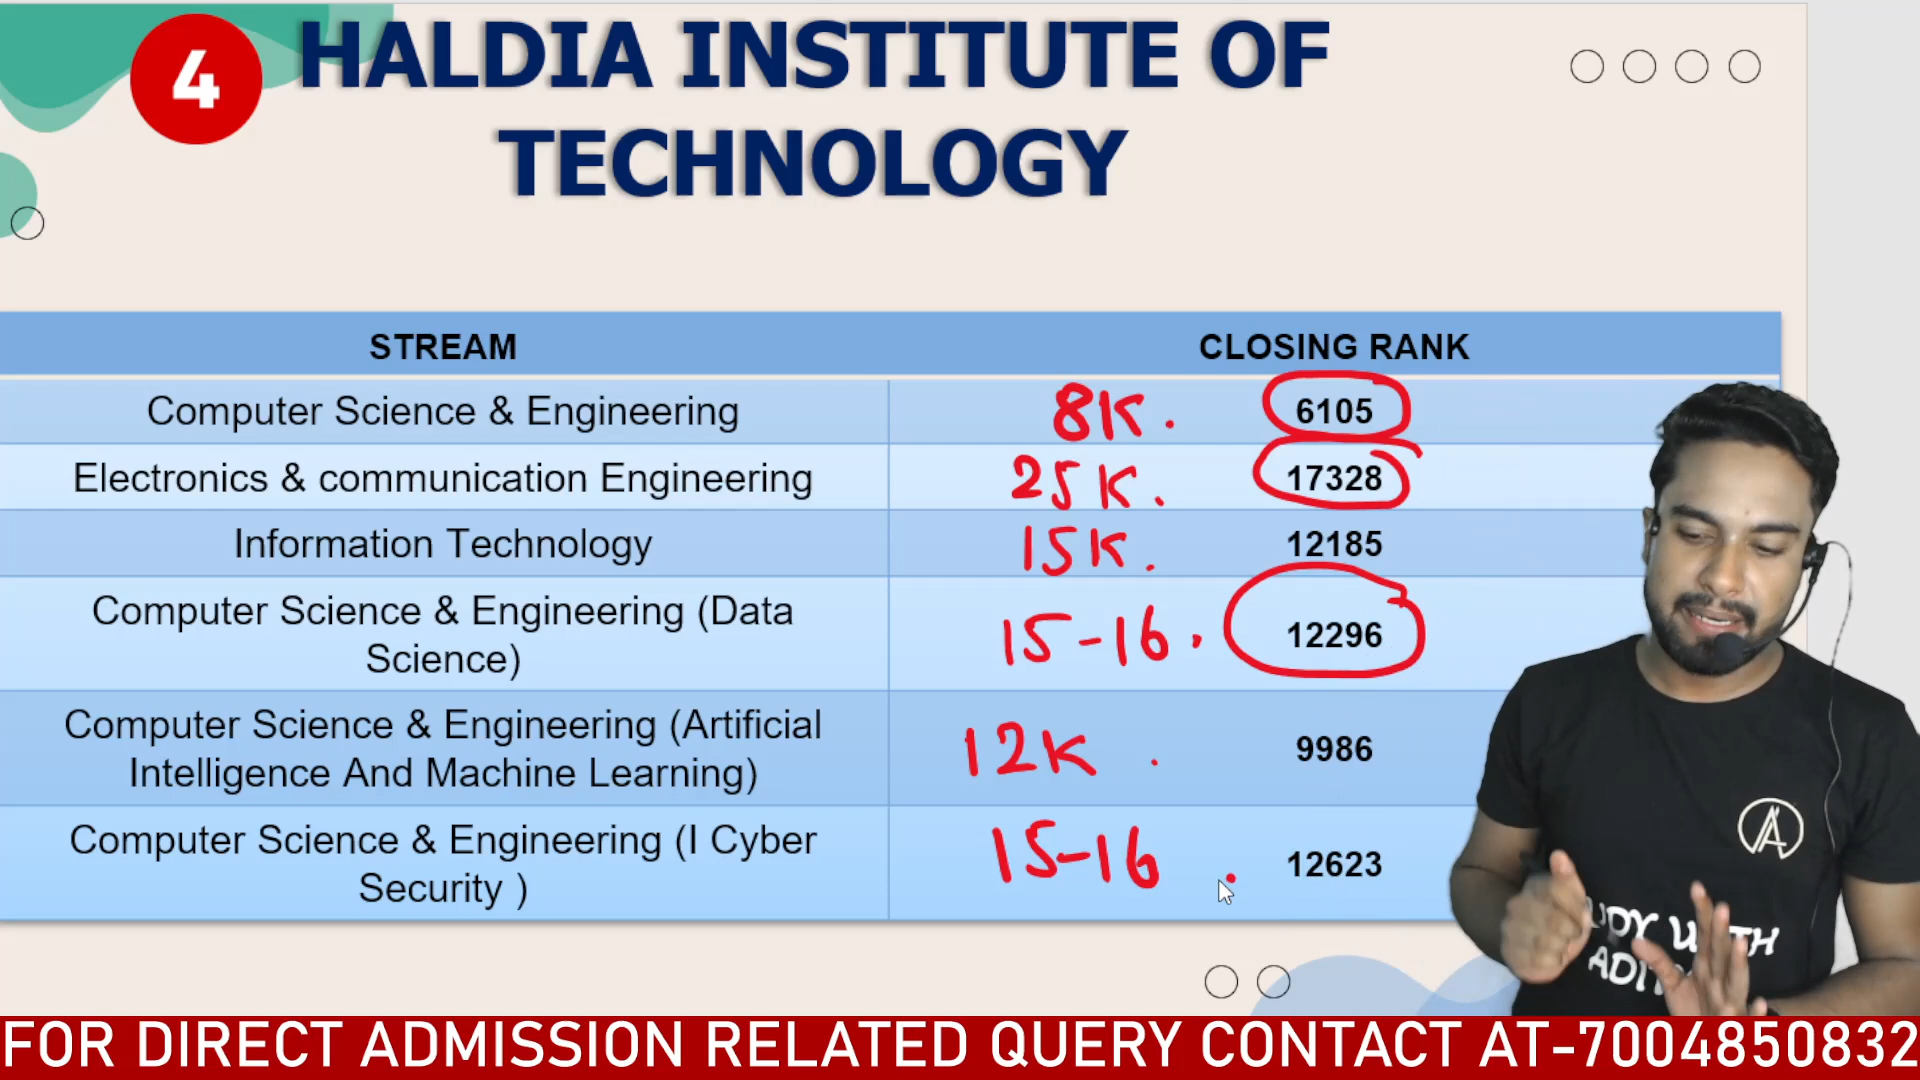 4
HALDIA INSTITUTE OF
TECHNOLOGY
STREAM CLOSING RANK
Computer Science & Engineering 8K. 6105
Electronics & communication Engineering 25K. 17328
Information Technology 15K. 12185
Computer Science & Engineering (Data
Science) 15-16. 12296
Computer Science & Engineering (Artificial
Intelligence And Machine Learning) 12K . 9986
Computer Science & Engineering (I Cyber
Security ) 15-16 . 12623
FOR DIRECT ADMISSION RELATED QUERY CONTACT AT-7004850832